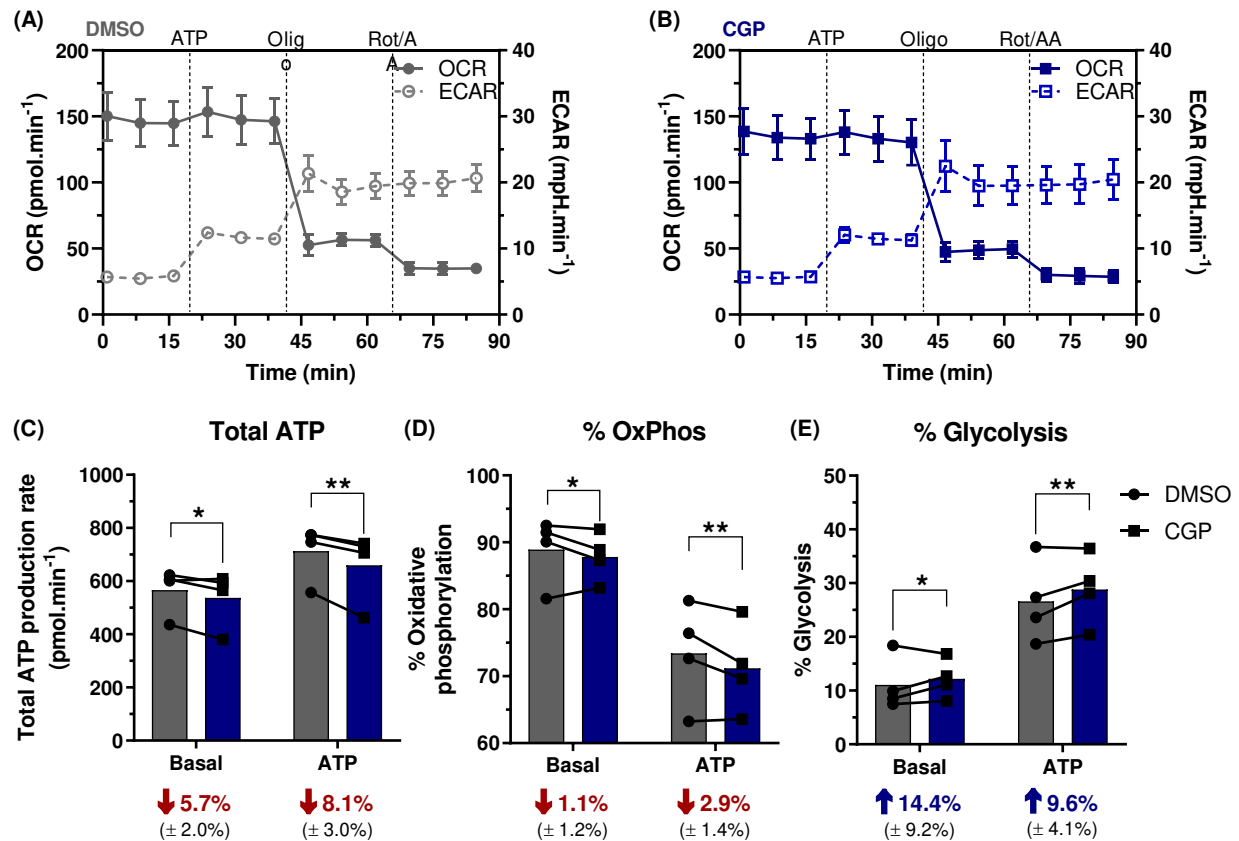 (A)
DMSO
ATP
Olig
o
Rot/A
A
OCR
ECAR
200
150
100
50
0
40
30
20
10
0
OCR (pmol.min⁻¹)
ECAR (mpH.min⁻¹)
0 15 30 45 60 75 90
Time (min)
(B)
CGP
ATP
Oligo
Rot/AA
OCR
ECAR
200
150
100
50
0
40
30
20
10
0
OCR (pmol.min⁻¹)
ECAR (mpH.min⁻¹)
0 15 30 45 60 75 90
Time (min)
(C)
Total ATP
Total ATP production rate
(pmol.min⁻¹)
1000
800
600
400
200
0
*
**
Basal ATP
5.7% 8.1%
(± 2.0%) (± 3.0%)
(D)
% OxPhos
% Oxidative
phosphorylation
100
90
80
70
60
*
**
Basal ATP
1.1% 2.9%
(± 1.2%) (± 1.4%)
(E)
% Glycolysis
% Glycolysis
50
40
30
20
10
0
*
**
Basal ATP
14.4% 9.6%
(± 9.2%) (± 4.1%)
DMSO
CGP